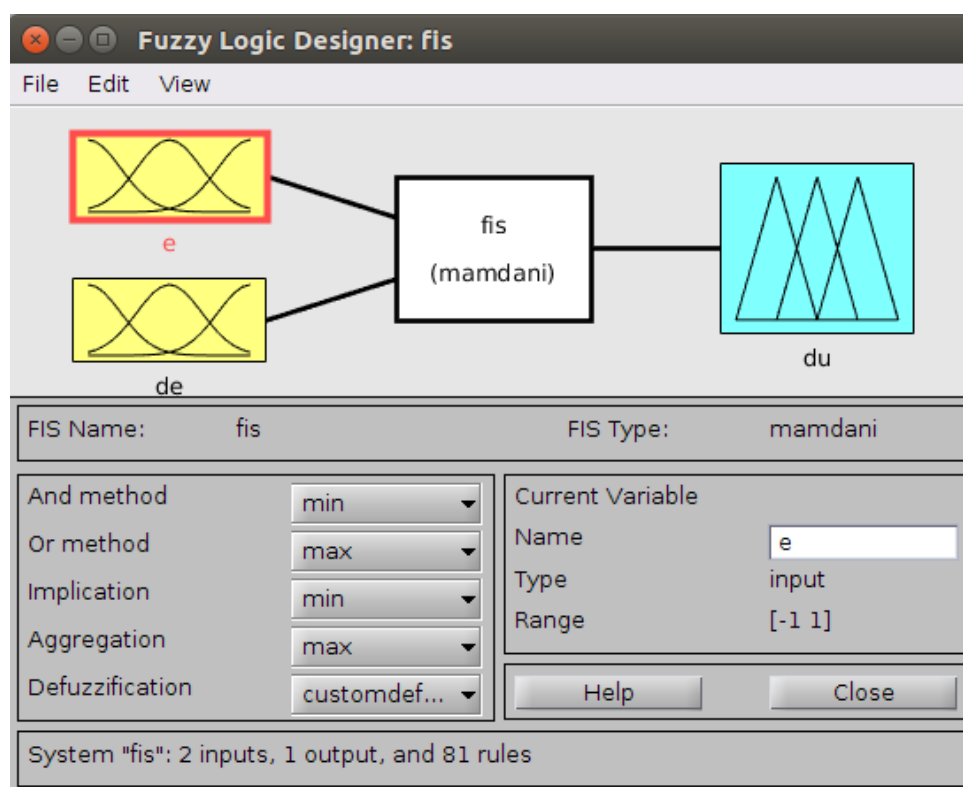 Fuzzy Logic Designer: fis
File Edit View
e
de
fis
(mamdani)
du
FIS Name: fis FIS Type: mamdani
And method min
Or method max
Implication min
Aggregation max
Defuzzification customdef...
Current Variable
Name e
Type input
Range [-1 1]
Help Close
System "fis": 2 inputs, 1 output, and 81 rules